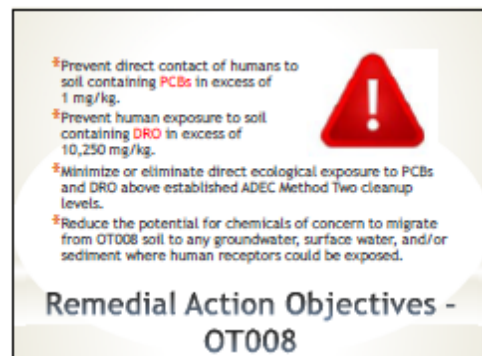 *Prevent direct contact of humans to
soil containing PCBs in excess of
1 mg/kg.
*Prevent human exposure to soil
containing DRO in excess of
10,250 mg/kg.
*Minimize or eliminate direct ecological exposure to PCBs
and DRO above established ADEC Method Two cleanup
levels.
*Reduce the potential for chemicals of concern to migrate
from OT008 soil to any groundwater, surface water, and/or
sediment where human receptors could be exposed.
Remedial Action Objectives –
OT008